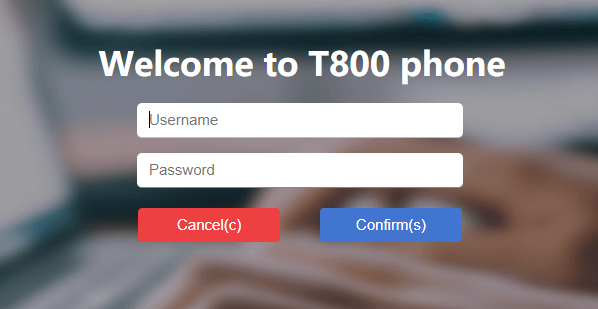 Welcome to T800 phone
Username
Password
Cancel(c) Confirm(s)